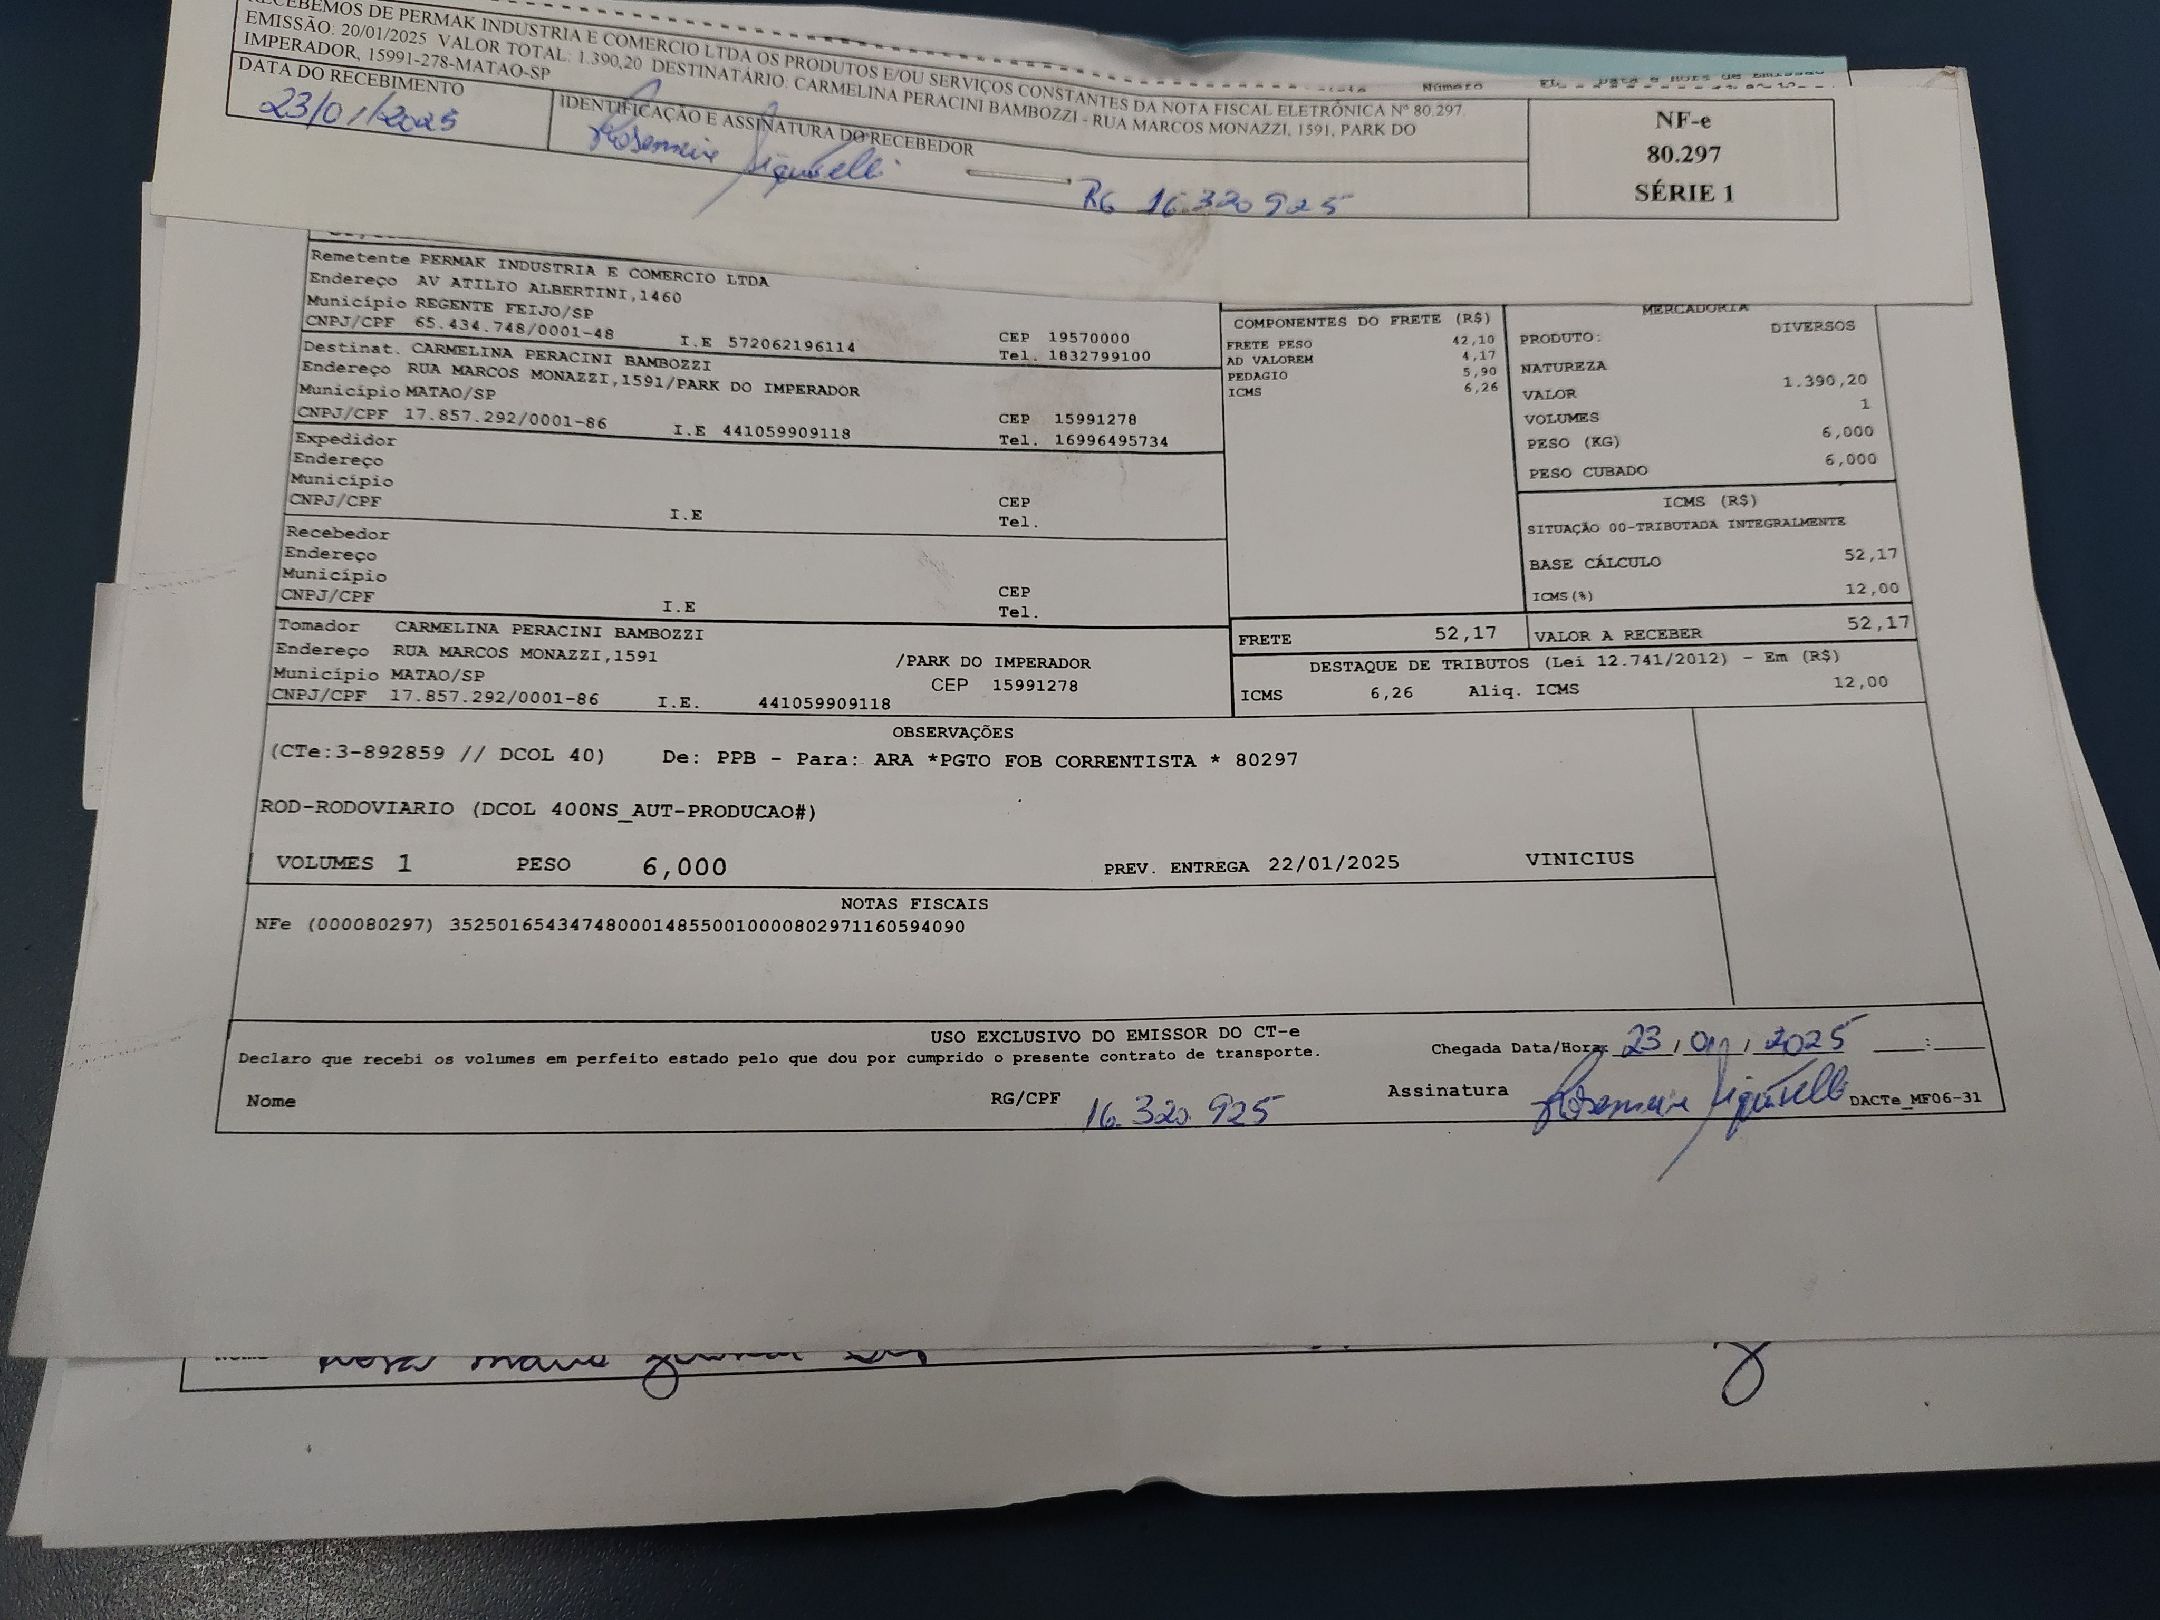 RECEBEMOS DE PERMAK INDUSTRIA E COMERCIO LTDA OS PRODUTOS E/OU SERVIÇOS CONSTANTES DA NOTA FISCAL ELETRÔNICA Nº 80.297.
EMISSÃO: 20/01/2025 VALOR TOTAL: 1.390,20 DESTINATÁRIO: CARMELINA PERACINI BAMBOZZI - RUA MARCOS MONAZZI, 1591, PARK DO
IMPERADOR, 15991-278-MATAO-SP
Número
Data e Hora de Emissão
DATA DO RECEBIMENTO
23/01/2025
IDENTIFICAÇÃO E ASSINATURA DO RECEBEDOR
RG 16.320 925
NF-e
80.297
SÉRIE 1
Remetente PERMAK INDUSTRIA E COMERCIO LTDA
Endereço AV ATILIO ALBERTINI,1460
Município REGENTE FEIJO/SP
CNPJ/CPF 65.434.748/0001-48 I.E 572062196114
CEP 19570000
Tel. 1832799100
Destinat. CARMELINA PERACINI BAMBOZZI
Endereço RUA MARCOS MONAZZI,1591/PARK DO IMPERADOR
Município MATAO/SP
CNPJ/CPF 17.857.292/0001-86 I.E 441059909118
CEP 15991278
Tel. 16996495734
Expedidor
Endereço
Município
CNPJ/CPF I.E
CEP
Tel.
Recebedor
Endereço
Município
CNPJ/CPF I.E
CEP
Tel.
Tomador CARMELINA PERACINI BAMBOZZI
Endereço RUA MARCOS MONAZZI,1591 /PARK DO IMPERADOR
Município MATAO/SP CEP 15991278
CNPJ/CPF 17.857.292/0001-86 I.E. 441059909118
COMPONENTES DO FRETE (R$)
FRETE PESO 42,10
AD VALOREM 4,17
PEDAGIO 5,90
ICMS 6,26
MERCADORIA
PRODUTO: DIVERSOS
NATUREZA
VALOR 1.390,20
VOLUMES 1
PESO (KG) 6,000
PESO CUBADO 6,000
ICMS (R$)
SITUAÇÃO 00-TRIBUTADA INTEGRALMENTE
BASE CÁLCULO 52,17
ICMS(%) 12,00
FRETE 52,17 VALOR A RECEBER 52,17
DESTAQUE DE TRIBUTOS (Lei 12.741/2012) - Em (R$)
ICMS 6,26 Aliq. ICMS 12,00
OBSERVAÇÕES
(CTe:3-892859 // DCOL 40) De: PPB - Para: ARA *PGTO FOB CORRENTISTA * 80297
ROD-RODOVIARIO (DCOL 400NS_AUT-PRODUCAO#)
VOLUMES 1 PESO 6,000 PREV. ENTREGA 22/01/2025 VINICIUS
NOTAS FISCAIS
NFe (000080297) 35250165434748000148550010000802971160594090
USO EXCLUSIVO DO EMISSOR DO CT-e
Declaro que recebi os volumes em perfeito estado pelo que dou por cumprido o presente contrato de transporte.
Chegada Data/Hora: 23/01/2025 ___:___
Nome RG/CPF 16.320.925 Assinatura
DACTe_MF06-31